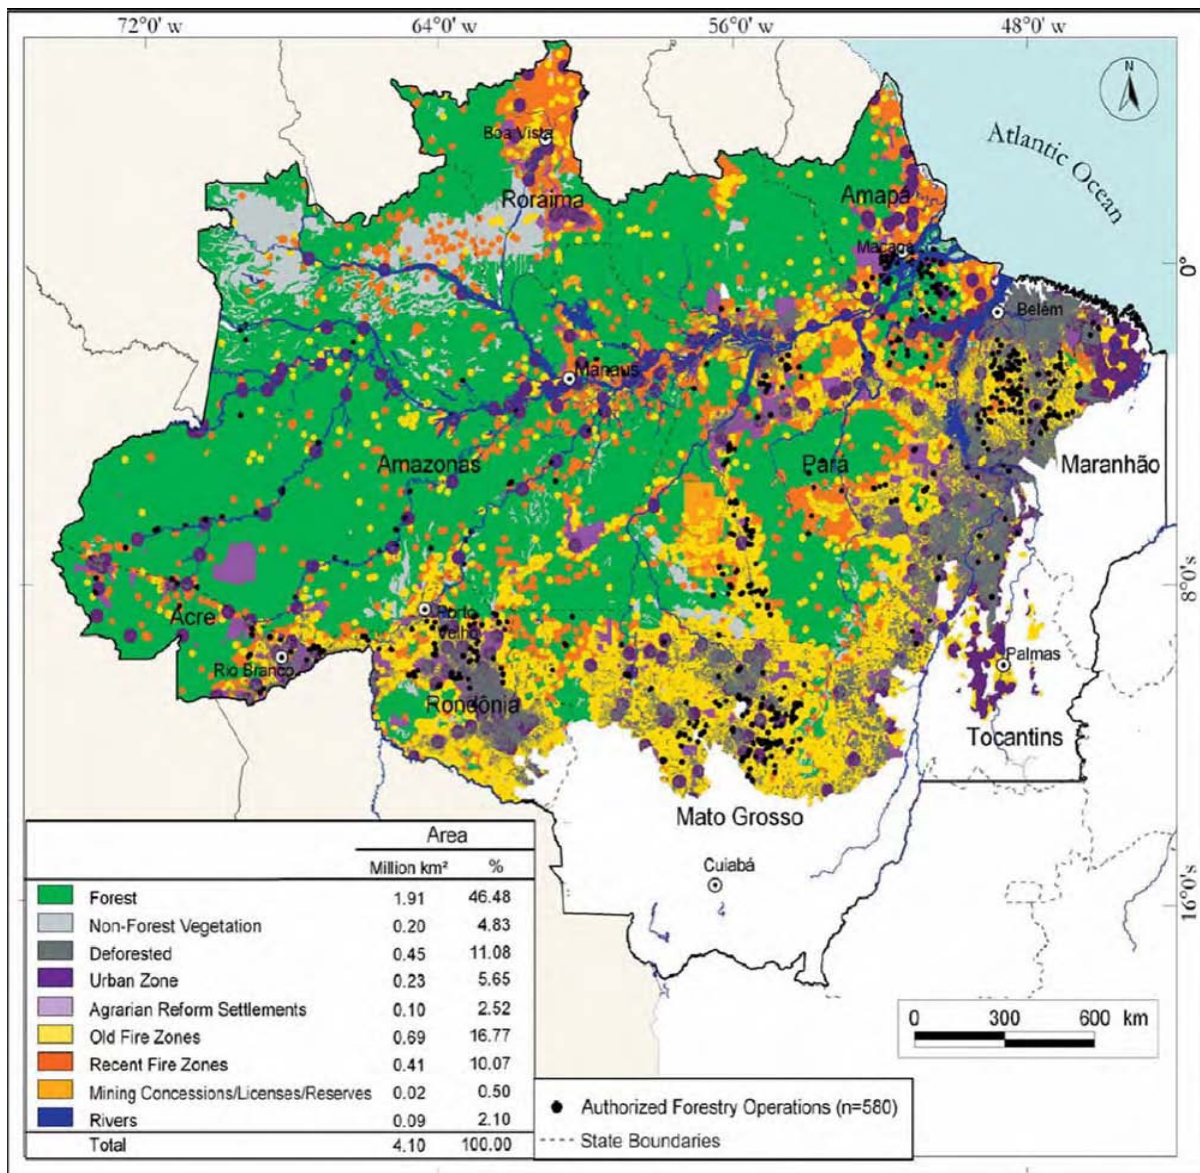 72°0' w 64°0' w 56°0' w 48°0' w
N
Atlantic Ocean
Boa Vista
Roraima
Amapá
Macapá
0°
Belém
Manaus
Amazonas
Pará
Maranhão
8°0's
Acre
Porto
Velho
Rio Branco
Palmas
Rondônia
Tocantins
Mato Grosso
Cuiabá
16°0's
Area
Million km² %
Forest 1.91 46.48
Non-Forest Vegetation 0.20 4.83
Deforested 0.45 11.08
Urban Zone 0.23 5.65
Agrarian Reform Settlements 0.10 2.52
Old Fire Zones 0.69 16.77
Recent Fire Zones 0.41 10.07
Mining Concessions/Licenses/Reserves 0.02 0.50
Rivers 0.09 2.10
Total 4.10 100.00
0 300 600 km
Authorized Forestry Operations (n=580)
State Boundaries